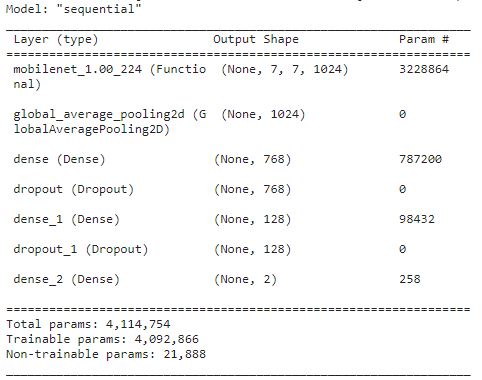 Model: "sequential"
Layer (type) Output Shape Param #
mobilenet_1.00_224 (Functio (None, 7, 7, 1024) 3228864
nal)
global_average_pooling2d (G (None, 1024) 0
lobalAveragePooling2D)
dense (Dense) (None, 768) 787200
dropout (Dropout) (None, 768) 0
dense_1 (Dense) (None, 128) 98432
dropout_1 (Dropout) (None, 128) 0
dense_2 (Dense) (None, 2) 258
Total params: 4,114,754
Trainable params: 4,092,866
Non-trainable params: 21,888